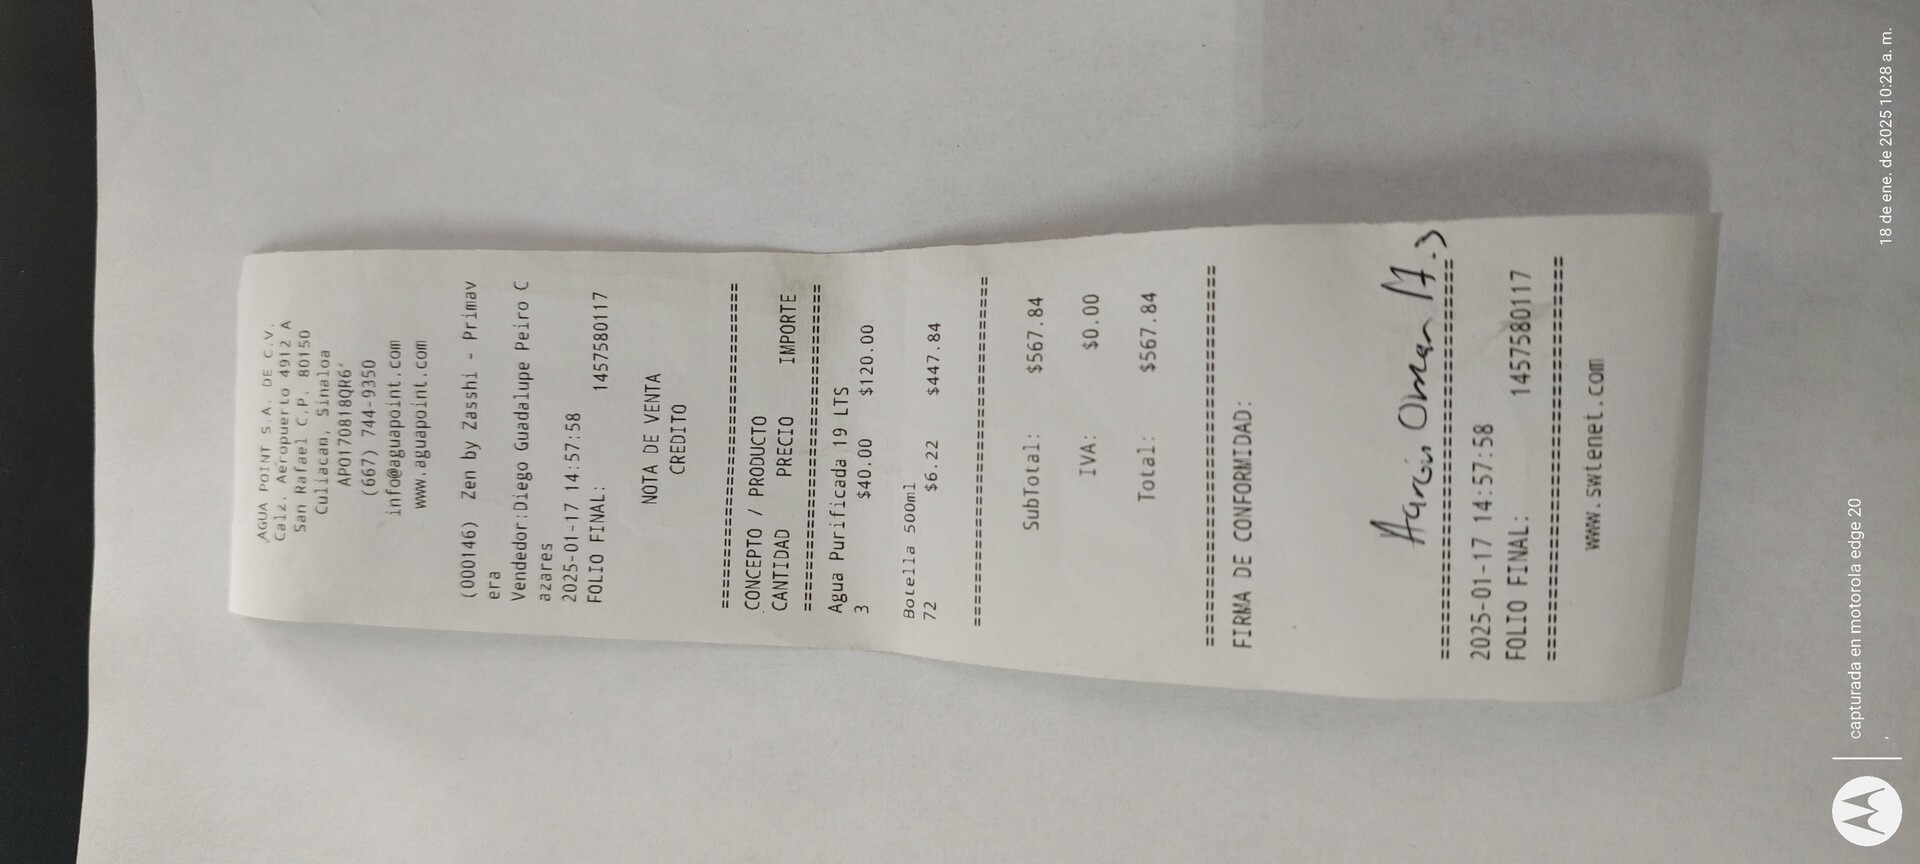 AGUA POINT S.A. DE C.V.
Calz. Aeropuerto 4912 A
San Rafael C.P. 80150
Culiacan, Sinaloa
APO170818QR6
(667) 744-9350
info@aguapoint.com
www.aguapoint.com
(000146) Zen by Zasshi - Primav
era
Vendedor:Diego Guadalupe Peiro C
azares
2025-01-17 14:57:58
FOLIO FINAL: 1457580117
NOTA DE VENTA
CREDITO
================================
CONCEPTO / PRODUCTO
CANTIDAD PRECIO IMPORTE
================================
Agua Purificada 19 LTS
3 $40.00 $120.00
Botella 500ml
72 $6.22 $447.84
================================
SubTotal: $567.84
IVA: $0.00
Total: $567.84
================================
FIRMA DE CONFORMIDAD:
Aarón Omar
================================
2025-01-17 14:57:58
FOLIO FINAL: 1457580117
================================
www.swtenet.com
capturada en motorola edge 20
18 de ene. de 2025 10:28 a. m.